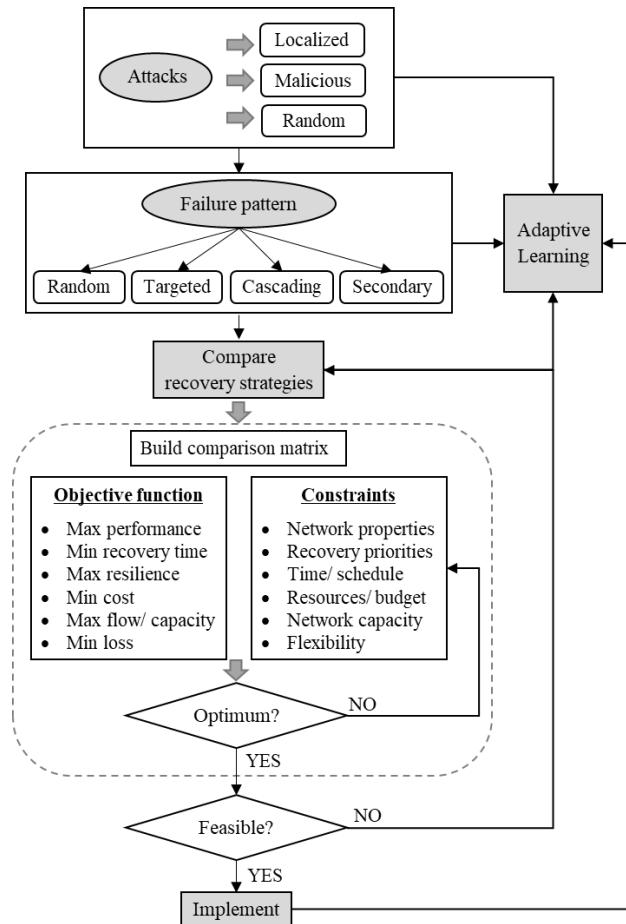 Localized
Attacks
Malicious
Random
Failure pattern
Adaptive
Learning
Random
Targeted
Cascading
Secondary
Compare
recovery strategies
Build comparison matrix
Objective function
• Max performance
• Min recovery time
• Max resilience
• Min cost
• Max flow/ capacity
• Min loss
Constraints
• Network properties
• Recovery priorities
• Time/ schedule
• Resources/ budget
• Network capacity
• Flexibility
Optimum?
NO
YES
Feasible?
NO
YES
Implement